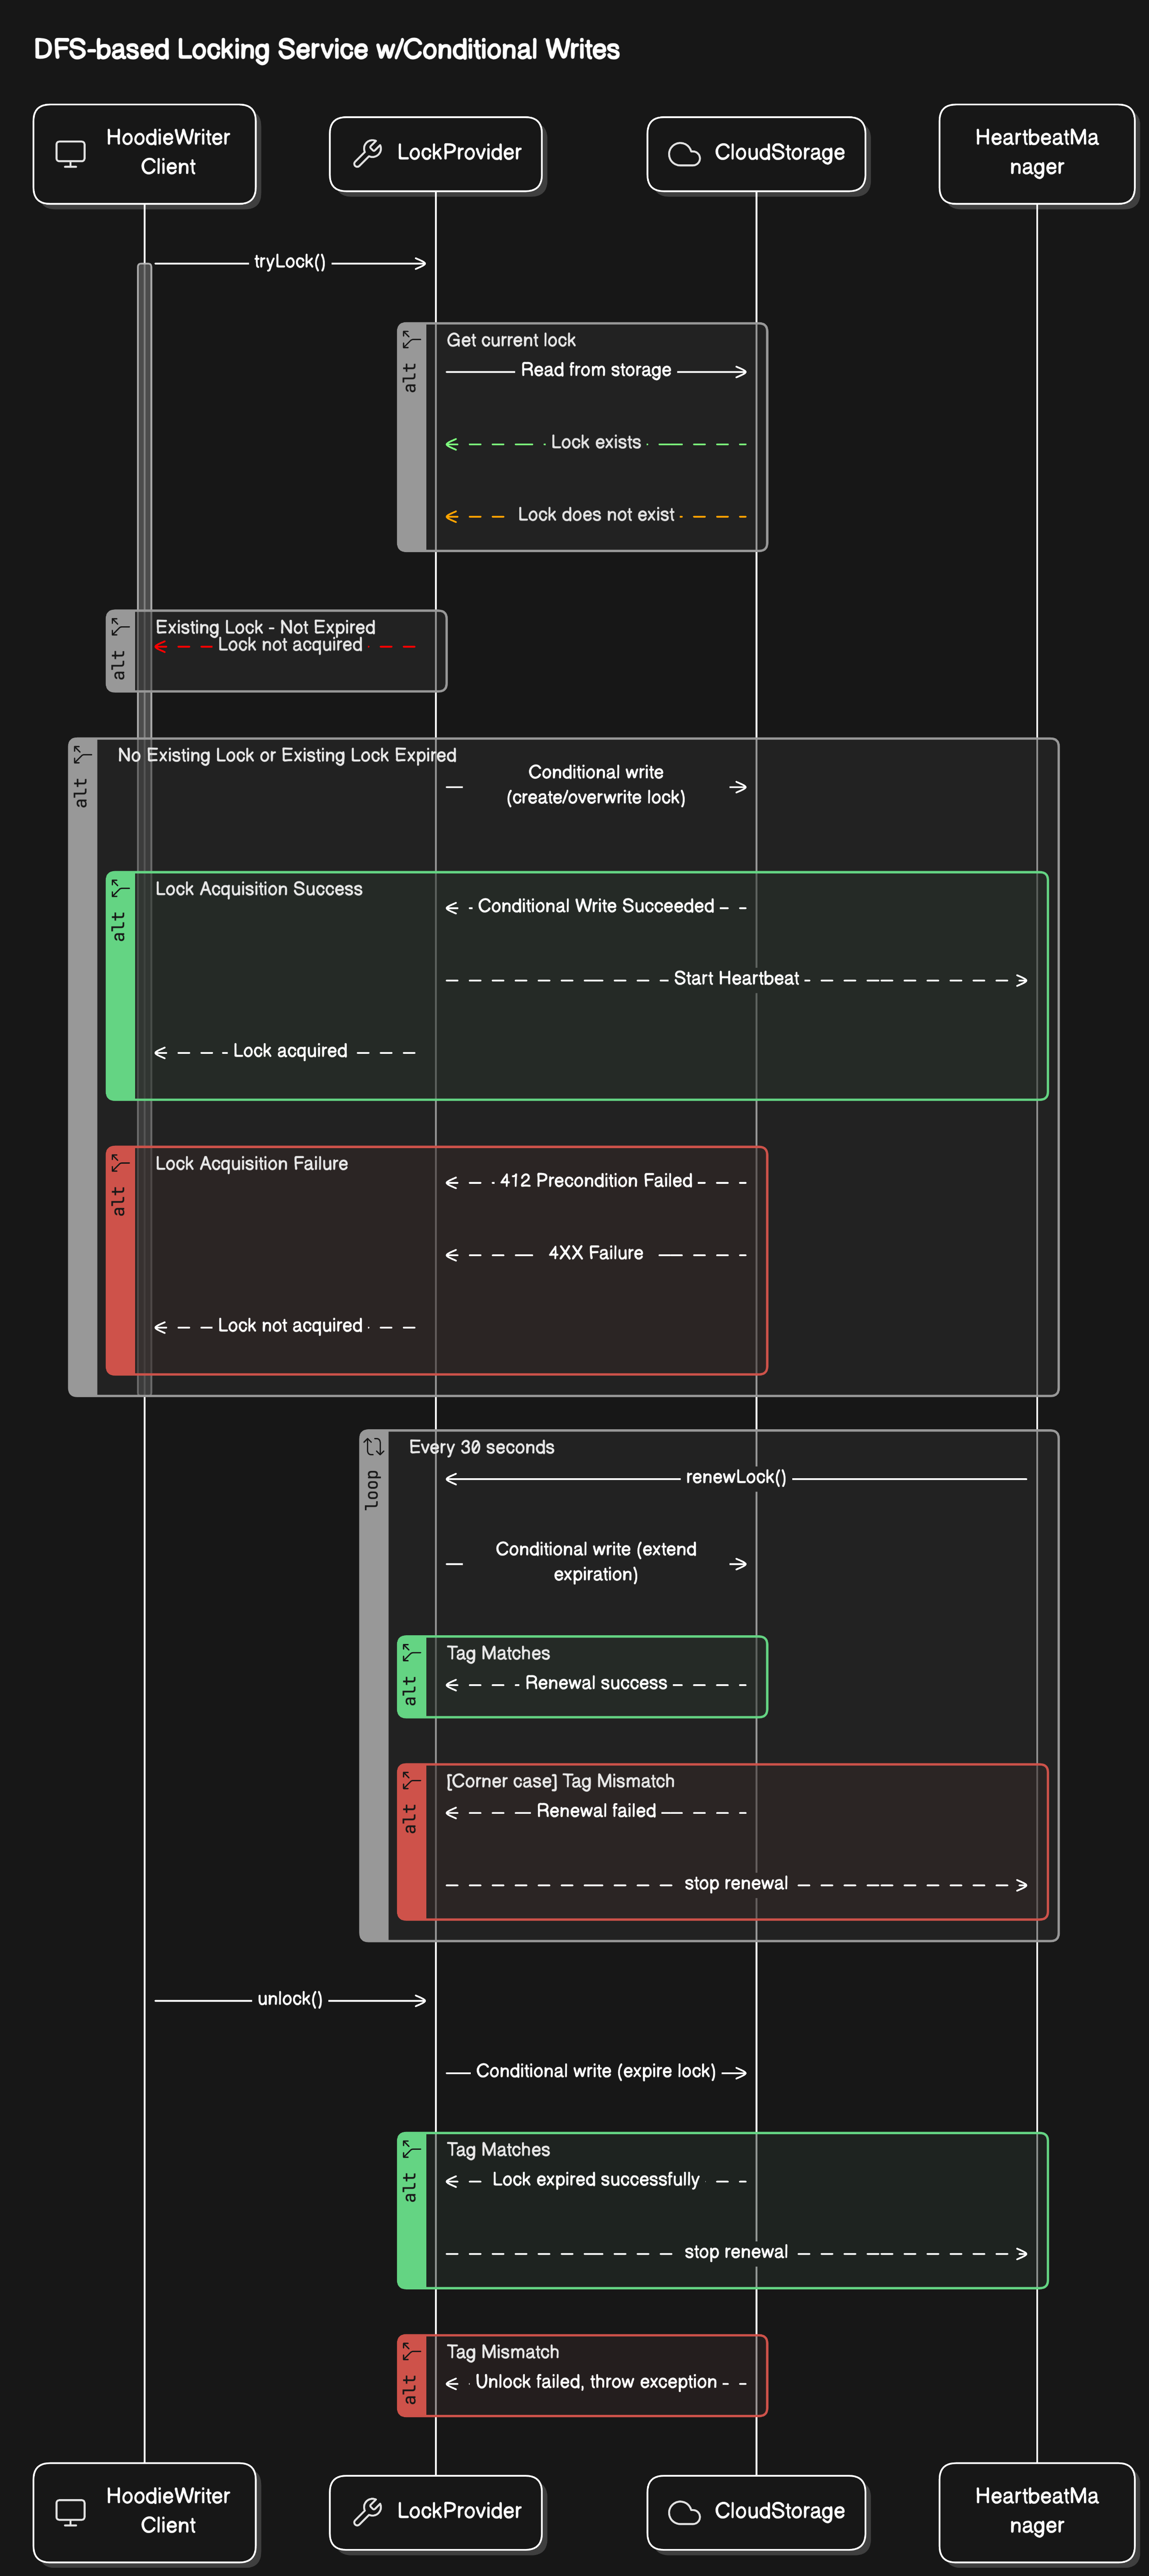 DFS-based Locking Service w/Conditional Writes
HoodieWriter
Client
LockProvider
CloudStorage
HeartbeatMa
nager
tryLock()
alt
Get current lock
Read from storage
Lock exists
Lock does not exist
alt
Existing Lock - Not Expired
Lock not acquired
alt
No Existing Lock or Existing Lock Expired
Conditional write
(create/overwrite lock)
alt
Lock Acquisition Success
Conditional Write Succeeded
Start Heartbeat
Lock acquired
alt
Lock Acquisition Failure
412 Precondition Failed
4XX Failure
Lock not acquired
loop
Every 30 seconds
renewLock()
Conditional write (extend
expiration)
alt
Tag Matches
Renewal success
alt
[Corner case] Tag Mismatch
Renewal failed
stop renewal
unlock()
Conditional write (expire lock)
alt
Tag Matches
Lock expired successfully
stop renewal
alt
Tag Mismatch
Unlock failed, throw exception
HoodieWriter
Client
LockProvider
CloudStorage
HeartbeatMa
nager